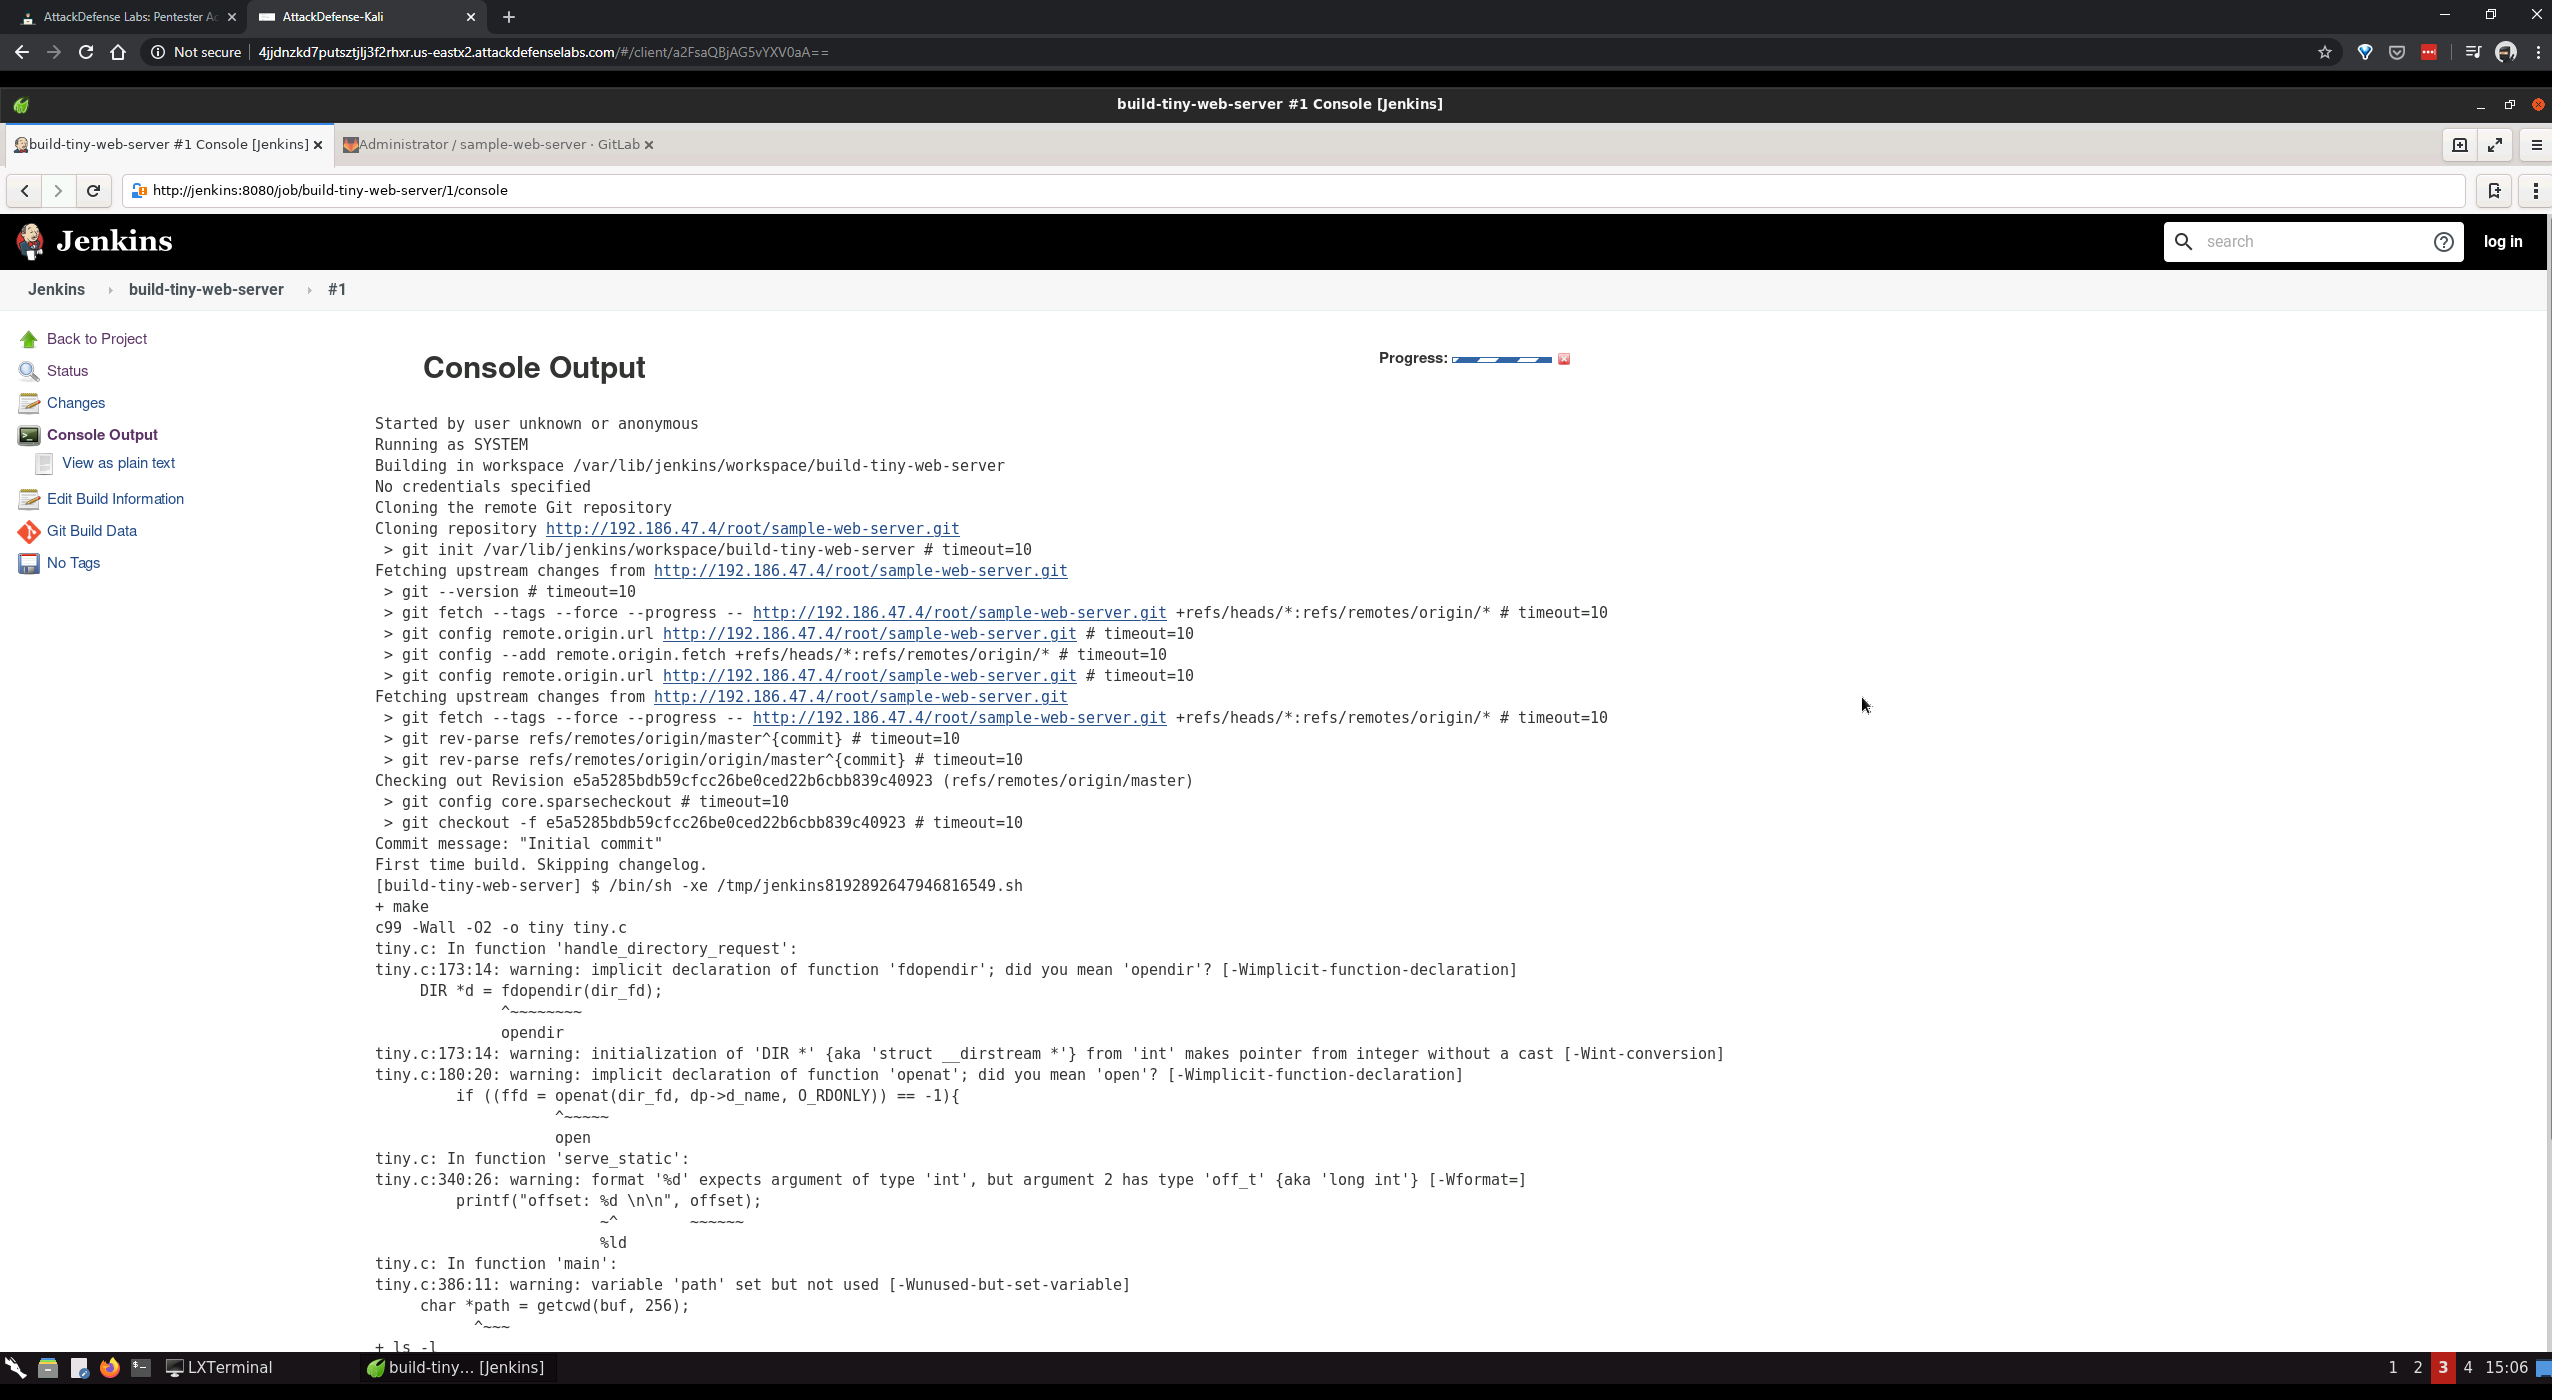 AttackDefense Labs: Pentester Ac
AttackDefense-Kali
Not secure
4jjdnzkd7putsztjlj3f2rhxr.us-eastx2.attackdefenselabs.com/#/client/a2FsaQBjAG5vYXV0aA==
build-tiny-web-server #1 Console [Jenkins]
build-tiny-web-server #1 Console [Jenkins]
Administrator / sample-web-server · GitLab
http://jenkins:8080/job/build-tiny-web-server/1/console
Jenkins
search
log in
Jenkins
build-tiny-web-server
#1
Back to Project
Status
Changes
Console Output
View as plain text
Edit Build Information
Git Build Data
No Tags
Console Output
Progress:
Started by user unknown or anonymous
Running as SYSTEM
Building in workspace /var/lib/jenkins/workspace/build-tiny-web-server
No credentials specified
Cloning the remote Git repository
Cloning repository http://192.186.47.4/root/sample-web-server.git
 > git init /var/lib/jenkins/workspace/build-tiny-web-server # timeout=10
Fetching upstream changes from http://192.186.47.4/root/sample-web-server.git
 > git --version # timeout=10
 > git fetch --tags --force --progress -- http://192.186.47.4/root/sample-web-server.git +refs/heads/*:refs/remotes/origin/* # timeout=10
 > git config remote.origin.url http://192.186.47.4/root/sample-web-server.git # timeout=10
 > git config --add remote.origin.fetch +refs/heads/*:refs/remotes/origin/* # timeout=10
 > git config remote.origin.url http://192.186.47.4/root/sample-web-server.git # timeout=10
Fetching upstream changes from http://192.186.47.4/root/sample-web-server.git
 > git fetch --tags --force --progress -- http://192.186.47.4/root/sample-web-server.git +refs/heads/*:refs/remotes/origin/* # timeout=10
 > git rev-parse refs/remotes/origin/master^{commit} # timeout=10
 > git rev-parse refs/remotes/origin/origin/master^{commit} # timeout=10
Checking out Revision e5a5285bdb59cfcc26be0ced22b6cbb839c40923 (refs/remotes/origin/master)
 > git config core.sparsecheckout # timeout=10
 > git checkout -f e5a5285bdb59cfcc26be0ced22b6cbb839c40923 # timeout=10
Commit message: "Initial commit"
First time build. Skipping changelog.
[build-tiny-web-server] $ /bin/sh -xe /tmp/jenkins8192892647946816549.sh
+ make
c99 -Wall -O2 -o tiny tiny.c
tiny.c: In function 'handle_directory_request':
tiny.c:173:14: warning: implicit declaration of function 'fdopendir'; did you mean 'opendir'? [-Wimplicit-function-declaration]
     DIR *d = fdopendir(dir_fd);
              ^~~~~~~~~
              opendir
tiny.c:173:14: warning: initialization of 'DIR *' {aka 'struct __dirstream *'} from 'int' makes pointer from integer without a cast [-Wint-conversion]
tiny.c:180:20: warning: implicit declaration of function 'openat'; did you mean 'open'? [-Wimplicit-function-declaration]
         if ((ffd = openat(dir_fd, dp->d_name, O_RDONLY)) == -1){
                    ^~~~~~
                    open
tiny.c: In function 'serve_static':
tiny.c:340:26: warning: format '%d' expects argument of type 'int', but argument 2 has type 'off_t' {aka 'long int'} [-Wformat=]
         printf("offset: %d \n\n", offset);
                         ~^        ~~~~~~
                         %ld
tiny.c: In function 'main':
tiny.c:386:11: warning: variable 'path' set but not used [-Wunused-but-set-variable]
     char *path = getcwd(buf, 256);
           ^~~~
+ ls -l
LXTerminal
build-tiny... [Jenkins]
1 2 3 4 15:06